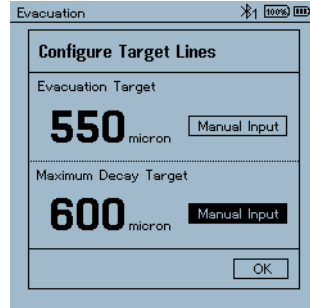 Evacuation 1 100%
Configure Target Lines
Evacuation Target
550 micron Manual Input
Maximum Decay Target
600 micron Manual Input
OK